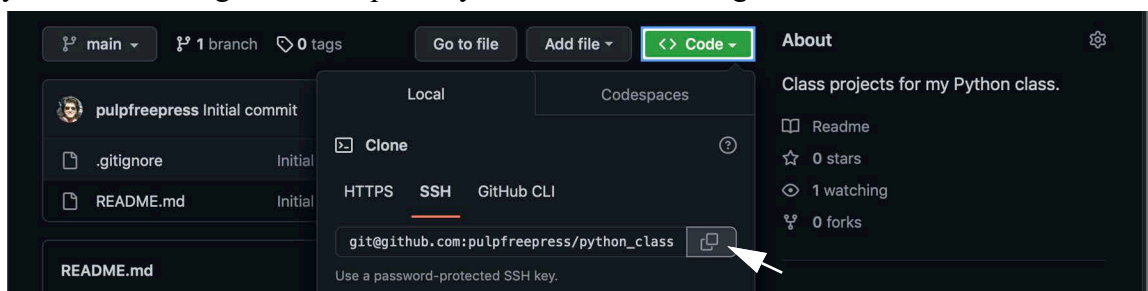 main
1 branch
0 tags
Go to file
Add file
<> Code
About
Class projects for my Python class.
Readme
0 stars
1 watching
0 forks
pulpfreepress Initial commit
.gitignore Initial
README.md Initial
README.md
Local
Codespaces
Clone
HTTPS SSH GitHub CLI
git@github.com:pulpfreepress/python_class
Use a password-protected SSH key.